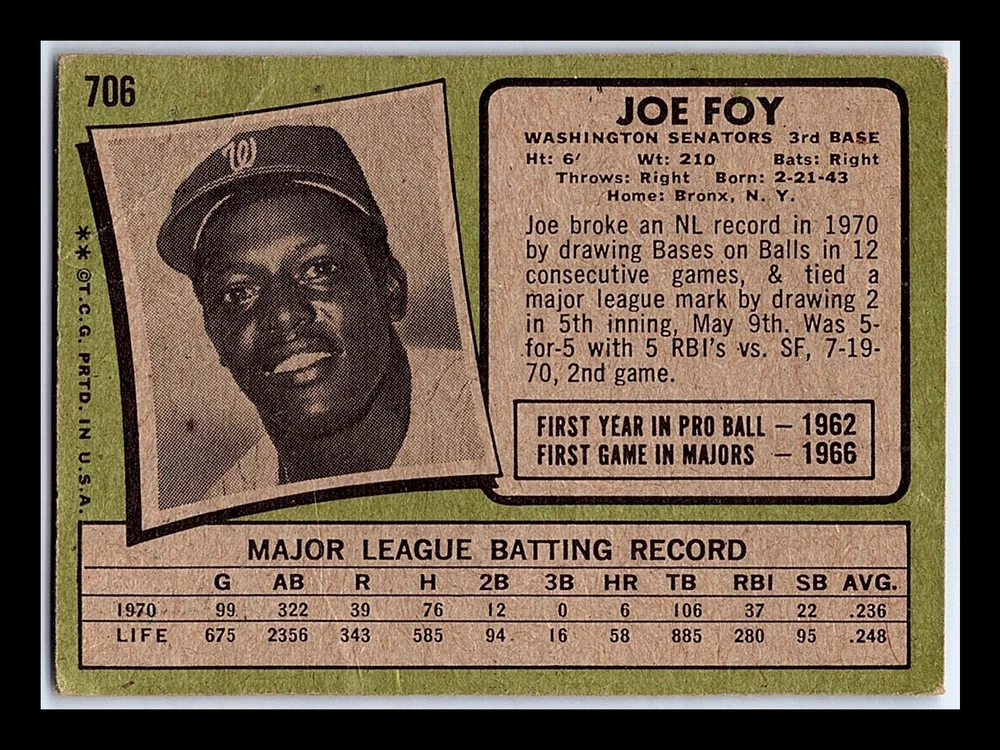 706
JOE FOY
WASHINGTON SENATORS 3rd BASE
Ht: 6' Wt: 210 Bats: Right
Throws: Right Born: 2-21-43
Home: Bronx, N. Y.
Joe broke an NL record in 1970
by drawing Bases on Balls in 12
consecutive games, & tied a
major league mark by drawing 2
in 5th inning, May 9th. Was 5-
for-5 with 5 RBI's vs. SF, 7-19-
70, 2nd game.
FIRST YEAR IN PRO BALL — 1962
FIRST GAME IN MAJORS — 1966
W
** ©T.C.G. PRTD. IN U.S.A.
MAJOR LEAGUE BATTING RECORD
G AB R H 2B 3B HR TB RBI SB AVG.
1970 99 322 39 76 12 0 6 106 37 22 .236
LIFE 675 2356 343 585 94 16 58 885 280 95 .248